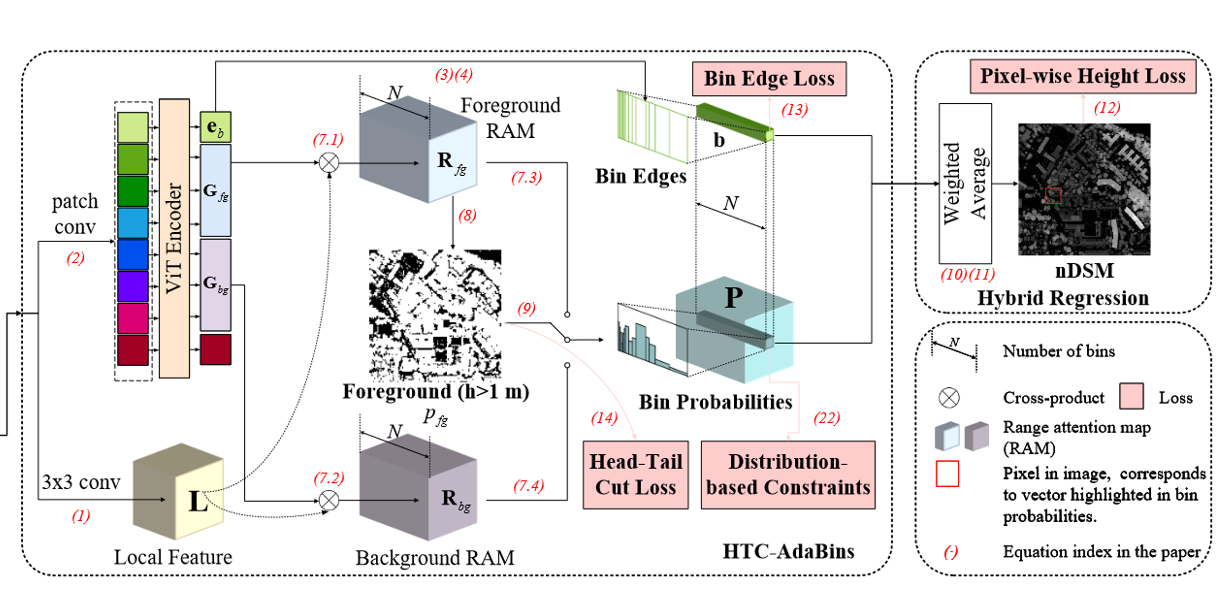 (3)(4)
Bin Edge Loss
Pixel-wise Height Loss
N
Foreground
RAM
(13)
(12)
e_b
(7.1)
R_fg
b
Bin Edges
Weighted
Average
G_fg
(7.3)
patch
conv
(2)
ViT Encoder
(8)
N
nDSM
(10)(11)
Hybrid Regression
G_bg
P
(9)
N
Number of bins
Foreground (h>1 m)
p_fg
Bin Probabilities
Cross-product
Loss
N
(14)
(22)
Range attention map
(RAM)
3x3 conv
(1)
L
(7.2)
R_bg
(7.4)
Head-Tail
Cut Loss
Distribution-
based Constraints
Pixel in image, corresponds
to vector highlighted in bin
probabilities.
Local Feature
Background RAM
HTC-AdaBins
(·)
Equation index in the paper